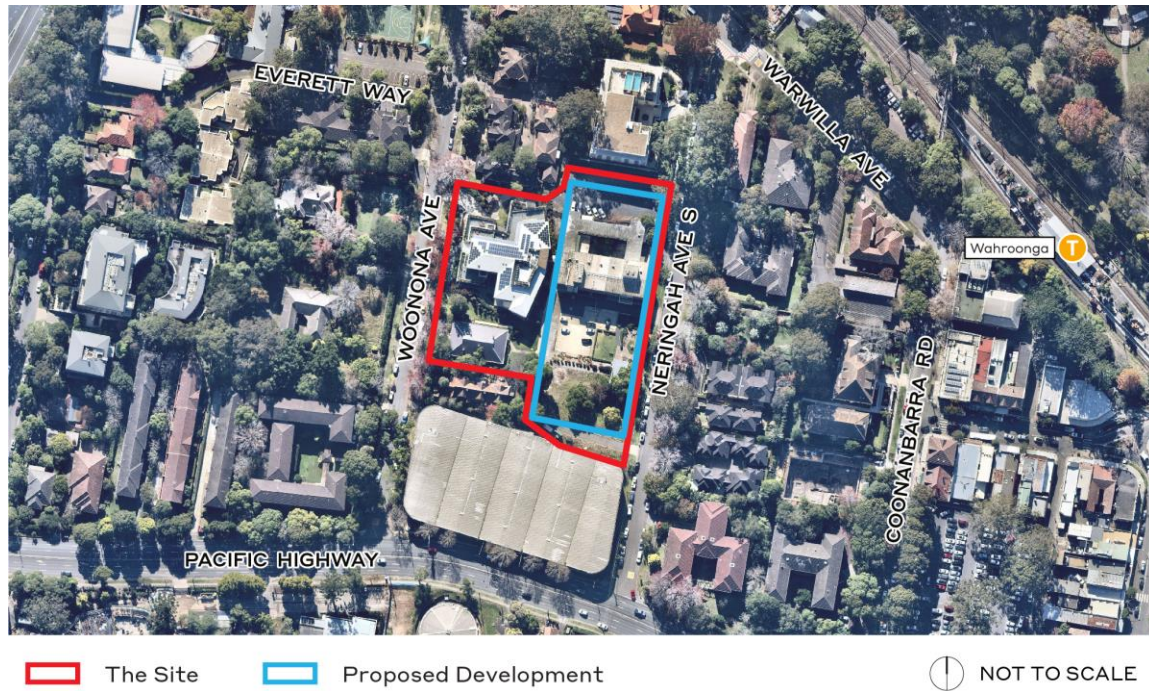 EVERETT WAY
WARWILLA AVE
WOONONA AVE
NERINGAH AVE S
Wahroonga T
COONANBARRA RD
PACIFIC HIGHWAY
The Site
Proposed Development
NOT TO SCALE